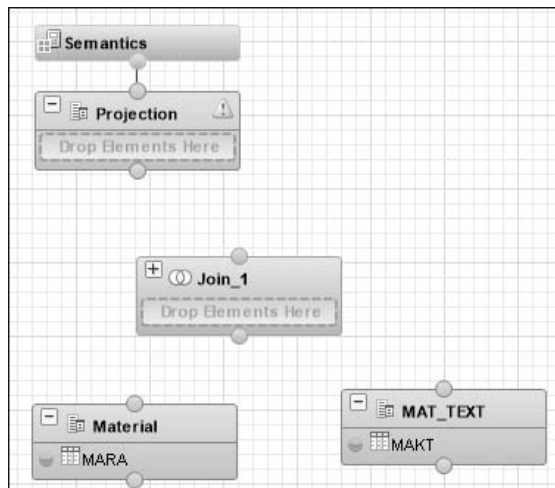 Semantics
Projection
Drop Elements Here
Join_1
Drop Elements Here
Material
MARA
MAT_TEXT
MAKT